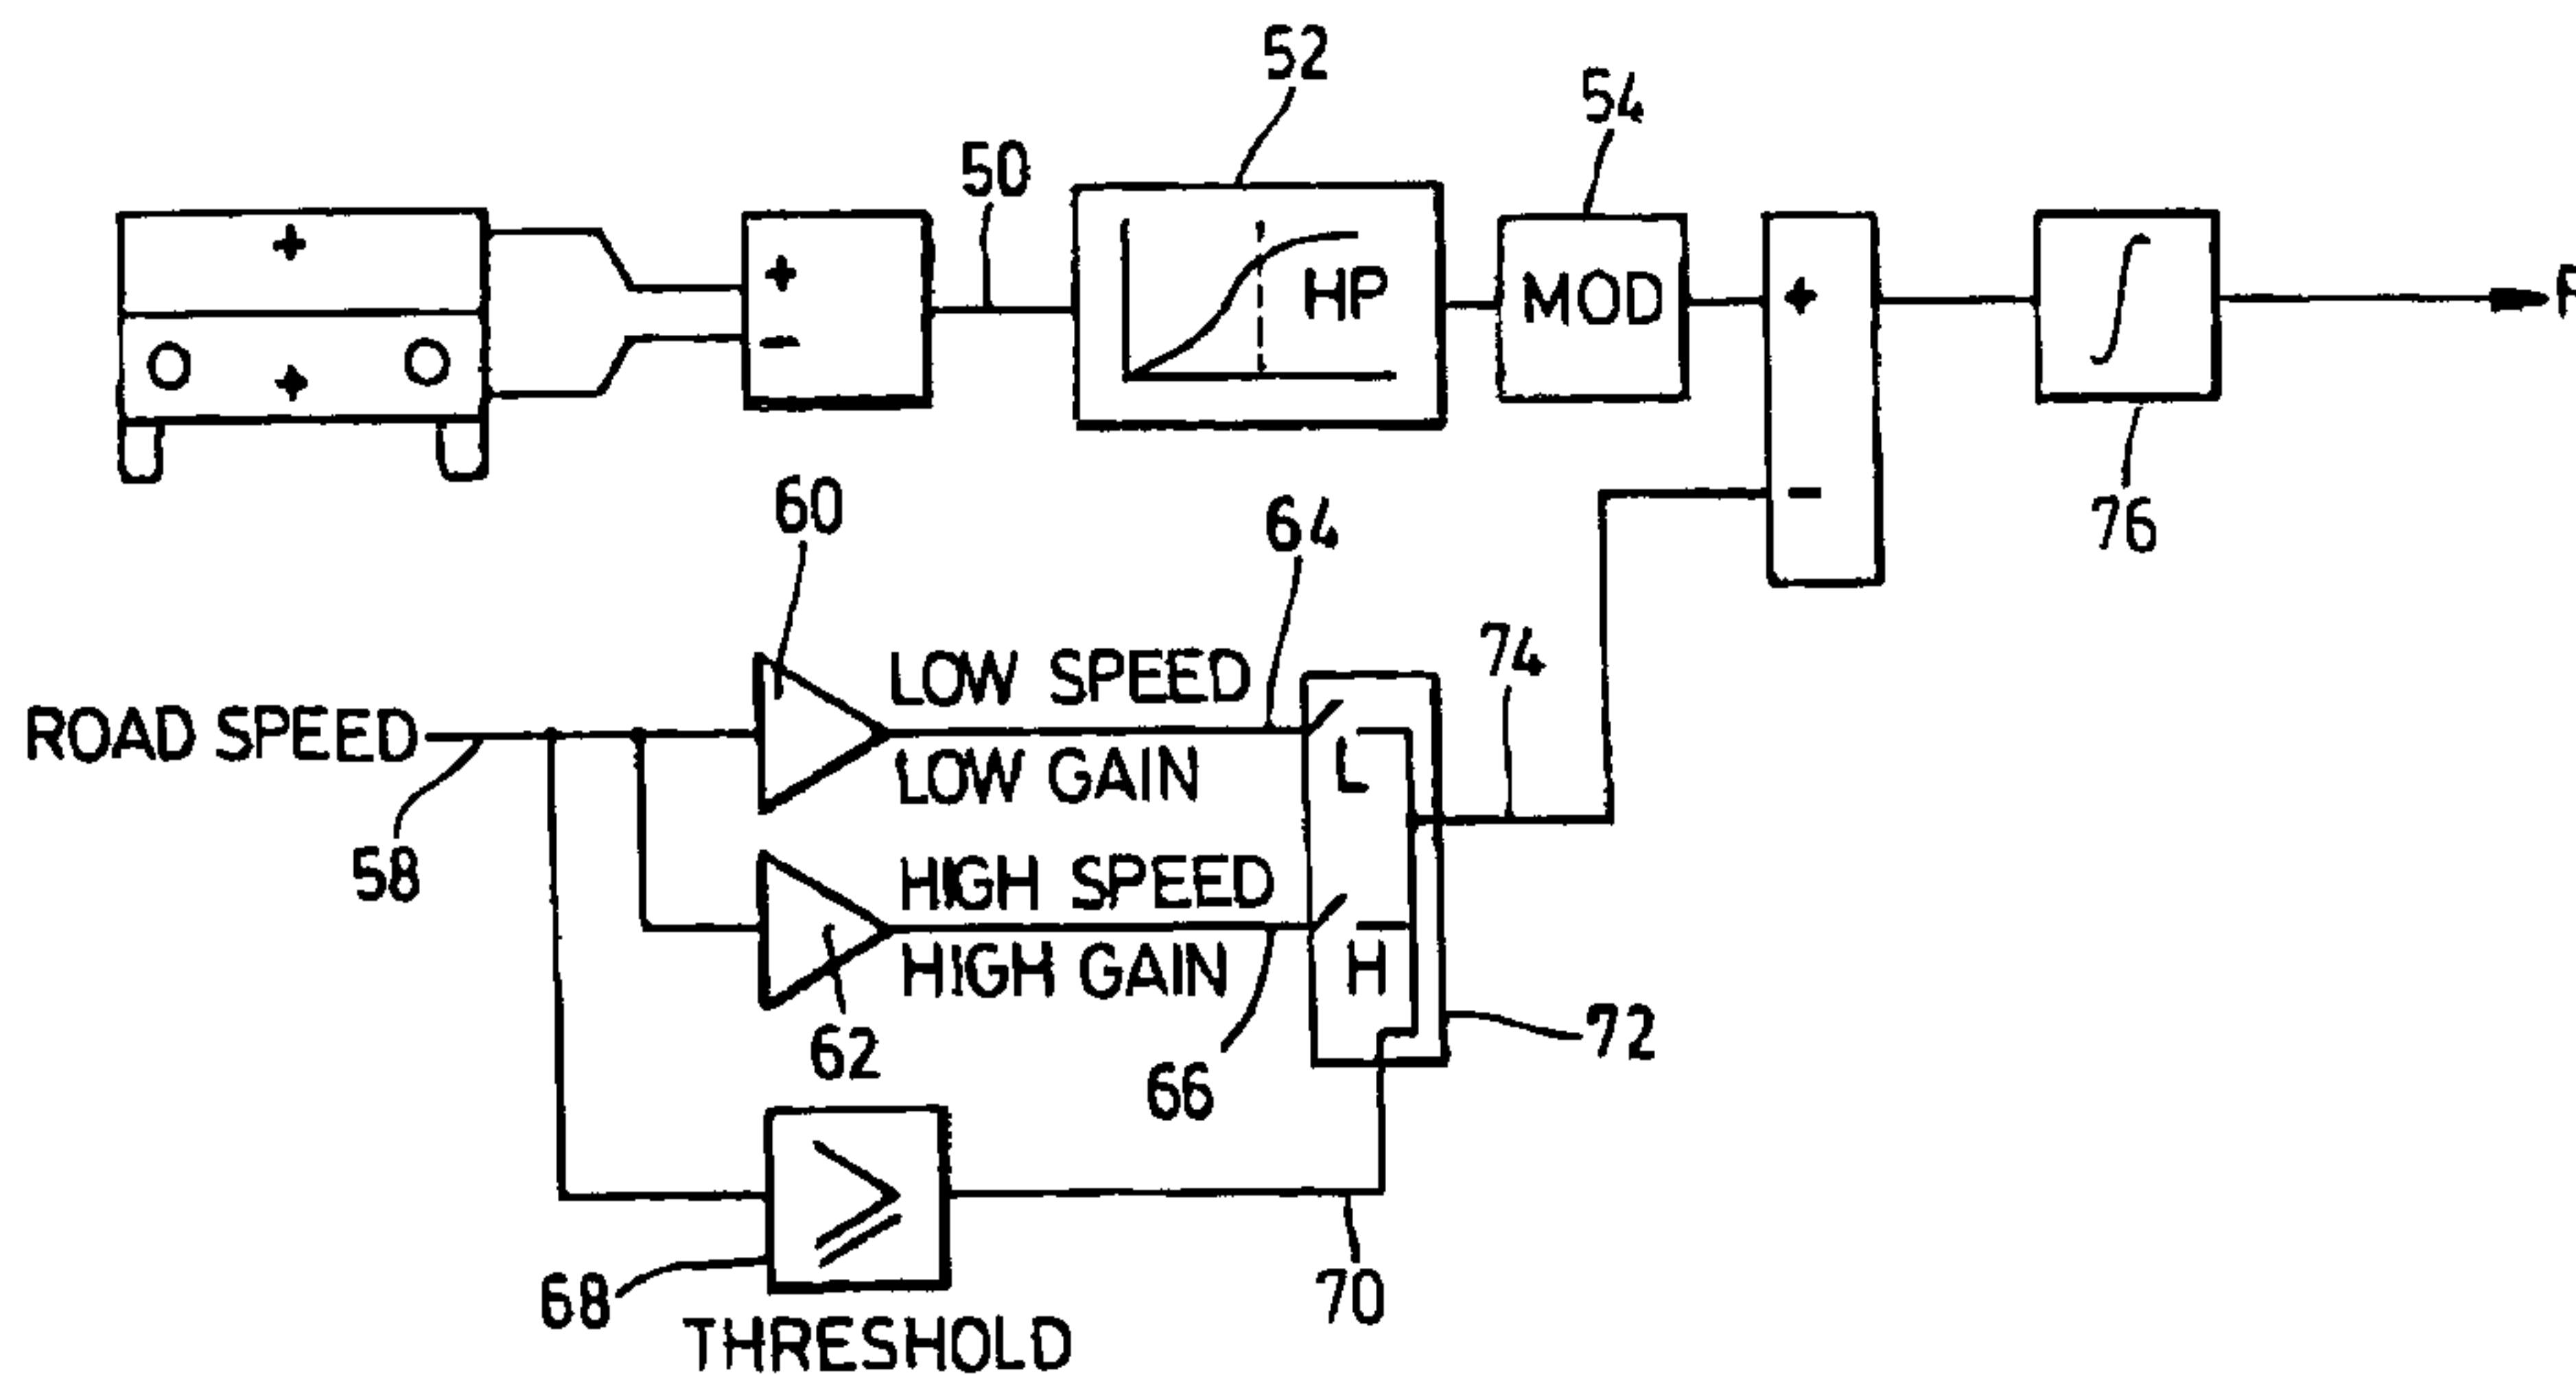 52
54
50
+
+
-
HP
MOD
+
-
+
76
60
64
74
LOW SPEED
ROAD SPEED
LOW GAIN
L
58
HIGH SPEED
HIGH GAIN
H
62
66
72
68
70
THRESHOLD